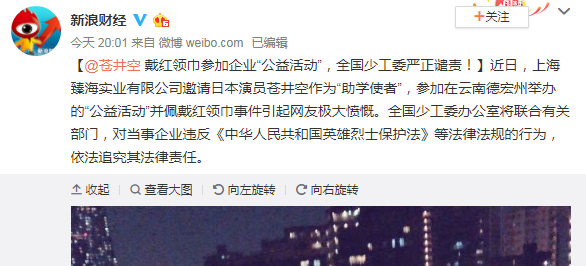 新浪财经
+关注
今天 20:01 来自 微博 weibo.com 已编辑
【@苍井空 戴红领巾参加企业“公益活动”，全国少工委严正谴责！】近日，上海
臻海实业有限公司邀请日本演员苍井空作为“助学使者”，参加在云南德宏州举办
的“公益活动”并佩戴红领巾事件引起网友极大愤慨。全国少工委办公室将联合有关
部门，对当事企业违反《中华人民共和国英雄烈士保护法》等法律法规的行为，
依法追究其法律责任。
收起 查看大图 向左旋转 向右旋转